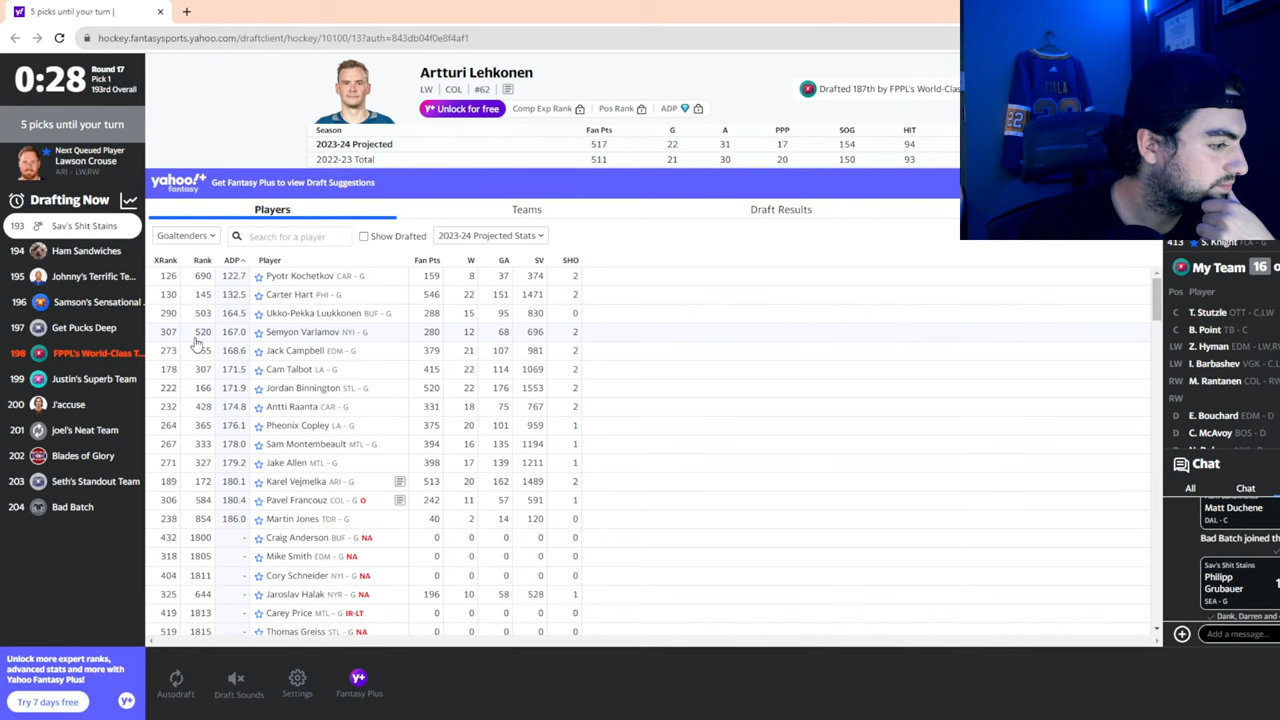 5 picks until your turn |
hockey.fantasysports.yahoo.com/draftclient/hockey/10100/13?auth=843db04f0e8f4af1
0:28
Round 17
Pick 1
193rd Overall
5 picks until your turn
Next Queued Player
Lawson Crouse
ARI - LW,RW
Drafting Now
193 Sav's Shit Stains
194 Ham Sandwiches
195 Johnny's Terrific Te...
196 Samson's Sensational
197 Get Pucks Deep
198 FPPL's World-Class T...
199 Justin's Superb Team
200 J'accuse
201 joel's Neat Team
202 Blades of Glory
203 Seth's Standout Team
204 Bad Batch
Unlock more expert ranks, advanced stats and more with Yahoo Fantasy Plus!
Try 7 days free
y+
Artturi Lehkonen
LW COL #62
y+ Unlock for free Comp Exp Rank Pos Rank ADP
Drafted 187th by FPPL's World-Clas
Season Fan Pts G A PPP SOG HIT
2023-24 Projected 517 22 31 17 154 94
2022-23 Total 511 21 30 20 150 93
yahoo!+ fantasy Get Fantasy Plus to view Draft Suggestions
Players Teams Draft Results
Goaltenders Search for a player Show Drafted 2023-24 Projected Stats
XRank Rank ADP Player Fan Pts W GA SV SHO
126 690 122.7 Pyotr Kochetkov CAR - G 159 8 37 374 2
130 145 132.5 Carter Hart PHI - G 546 22 151 1471 2
290 503 164.5 Ukko-Pekka Luukkonen BUF - G 288 15 95 830 0
307 520 167.0 Semyon Varlamov NYI - G 280 12 68 696 2
273 168.6 Jack Campbell EDM - G 379 21 107 981 2
178 307 171.5 Cam Talbot LA - G 415 22 114 1069 2
222 166 171.9 Jordan Binnington STL - G 520 22 176 1553 2
232 428 174.8 Antti Raanta CAR - G 331 18 75 767 2
264 365 176.1 Pheonix Copley LA - G 375 20 101 959 1
267 333 178.0 Sam Montembeault MTL - G 394 16 135 1194 1
271 327 179.2 Jake Allen MTL - G 398 17 139 1211 1
189 172 180.1 Karel Vejmelka ARI - G 513 20 162 1489 2
306 584 180.4 Pavel Francouz COL - G O 242 11 57 591 1
238 854 186.0 Martin Jones TOR - G 40 2 14 120 0
432 1800 - Craig Anderson BUF - G NA 0 0 0 0 0
318 1805 - Mike Smith EDM - G NA 0 0 0 0 0
404 1811 - Cory Schneider NYI - G NA 0 0 0 0 0
325 644 - Jaroslav Halak NYR - G NA 196 10 58 528 1
419 1813 - Carey Price MTL - G IR-LT 0 0 0 0 0
519 1815 - Thomas Greiss STL - G NA 0 0 0 0 0
Autodraft Draft Sounds Settings Fantasy Plus
413 S. Knight FLA - G
My Team 16 o
Pos Player
C T. Stutzle OTT - C,L
C B. Point TB - C
LW Z. Hyman EDM - LW,
LW I. Barbashev VGK - C,
RW M. Rantanen COL - RW
RW
D E. Bouchard EDM - D
D C. McAvoy BOS - D
Chat
All Chat
Matt Duchene
DAL - C
Bad Batch joined th
Sav's Shit Stains
Philipp Grubauer
SEA - G
Dank, Darren and
Add a message...